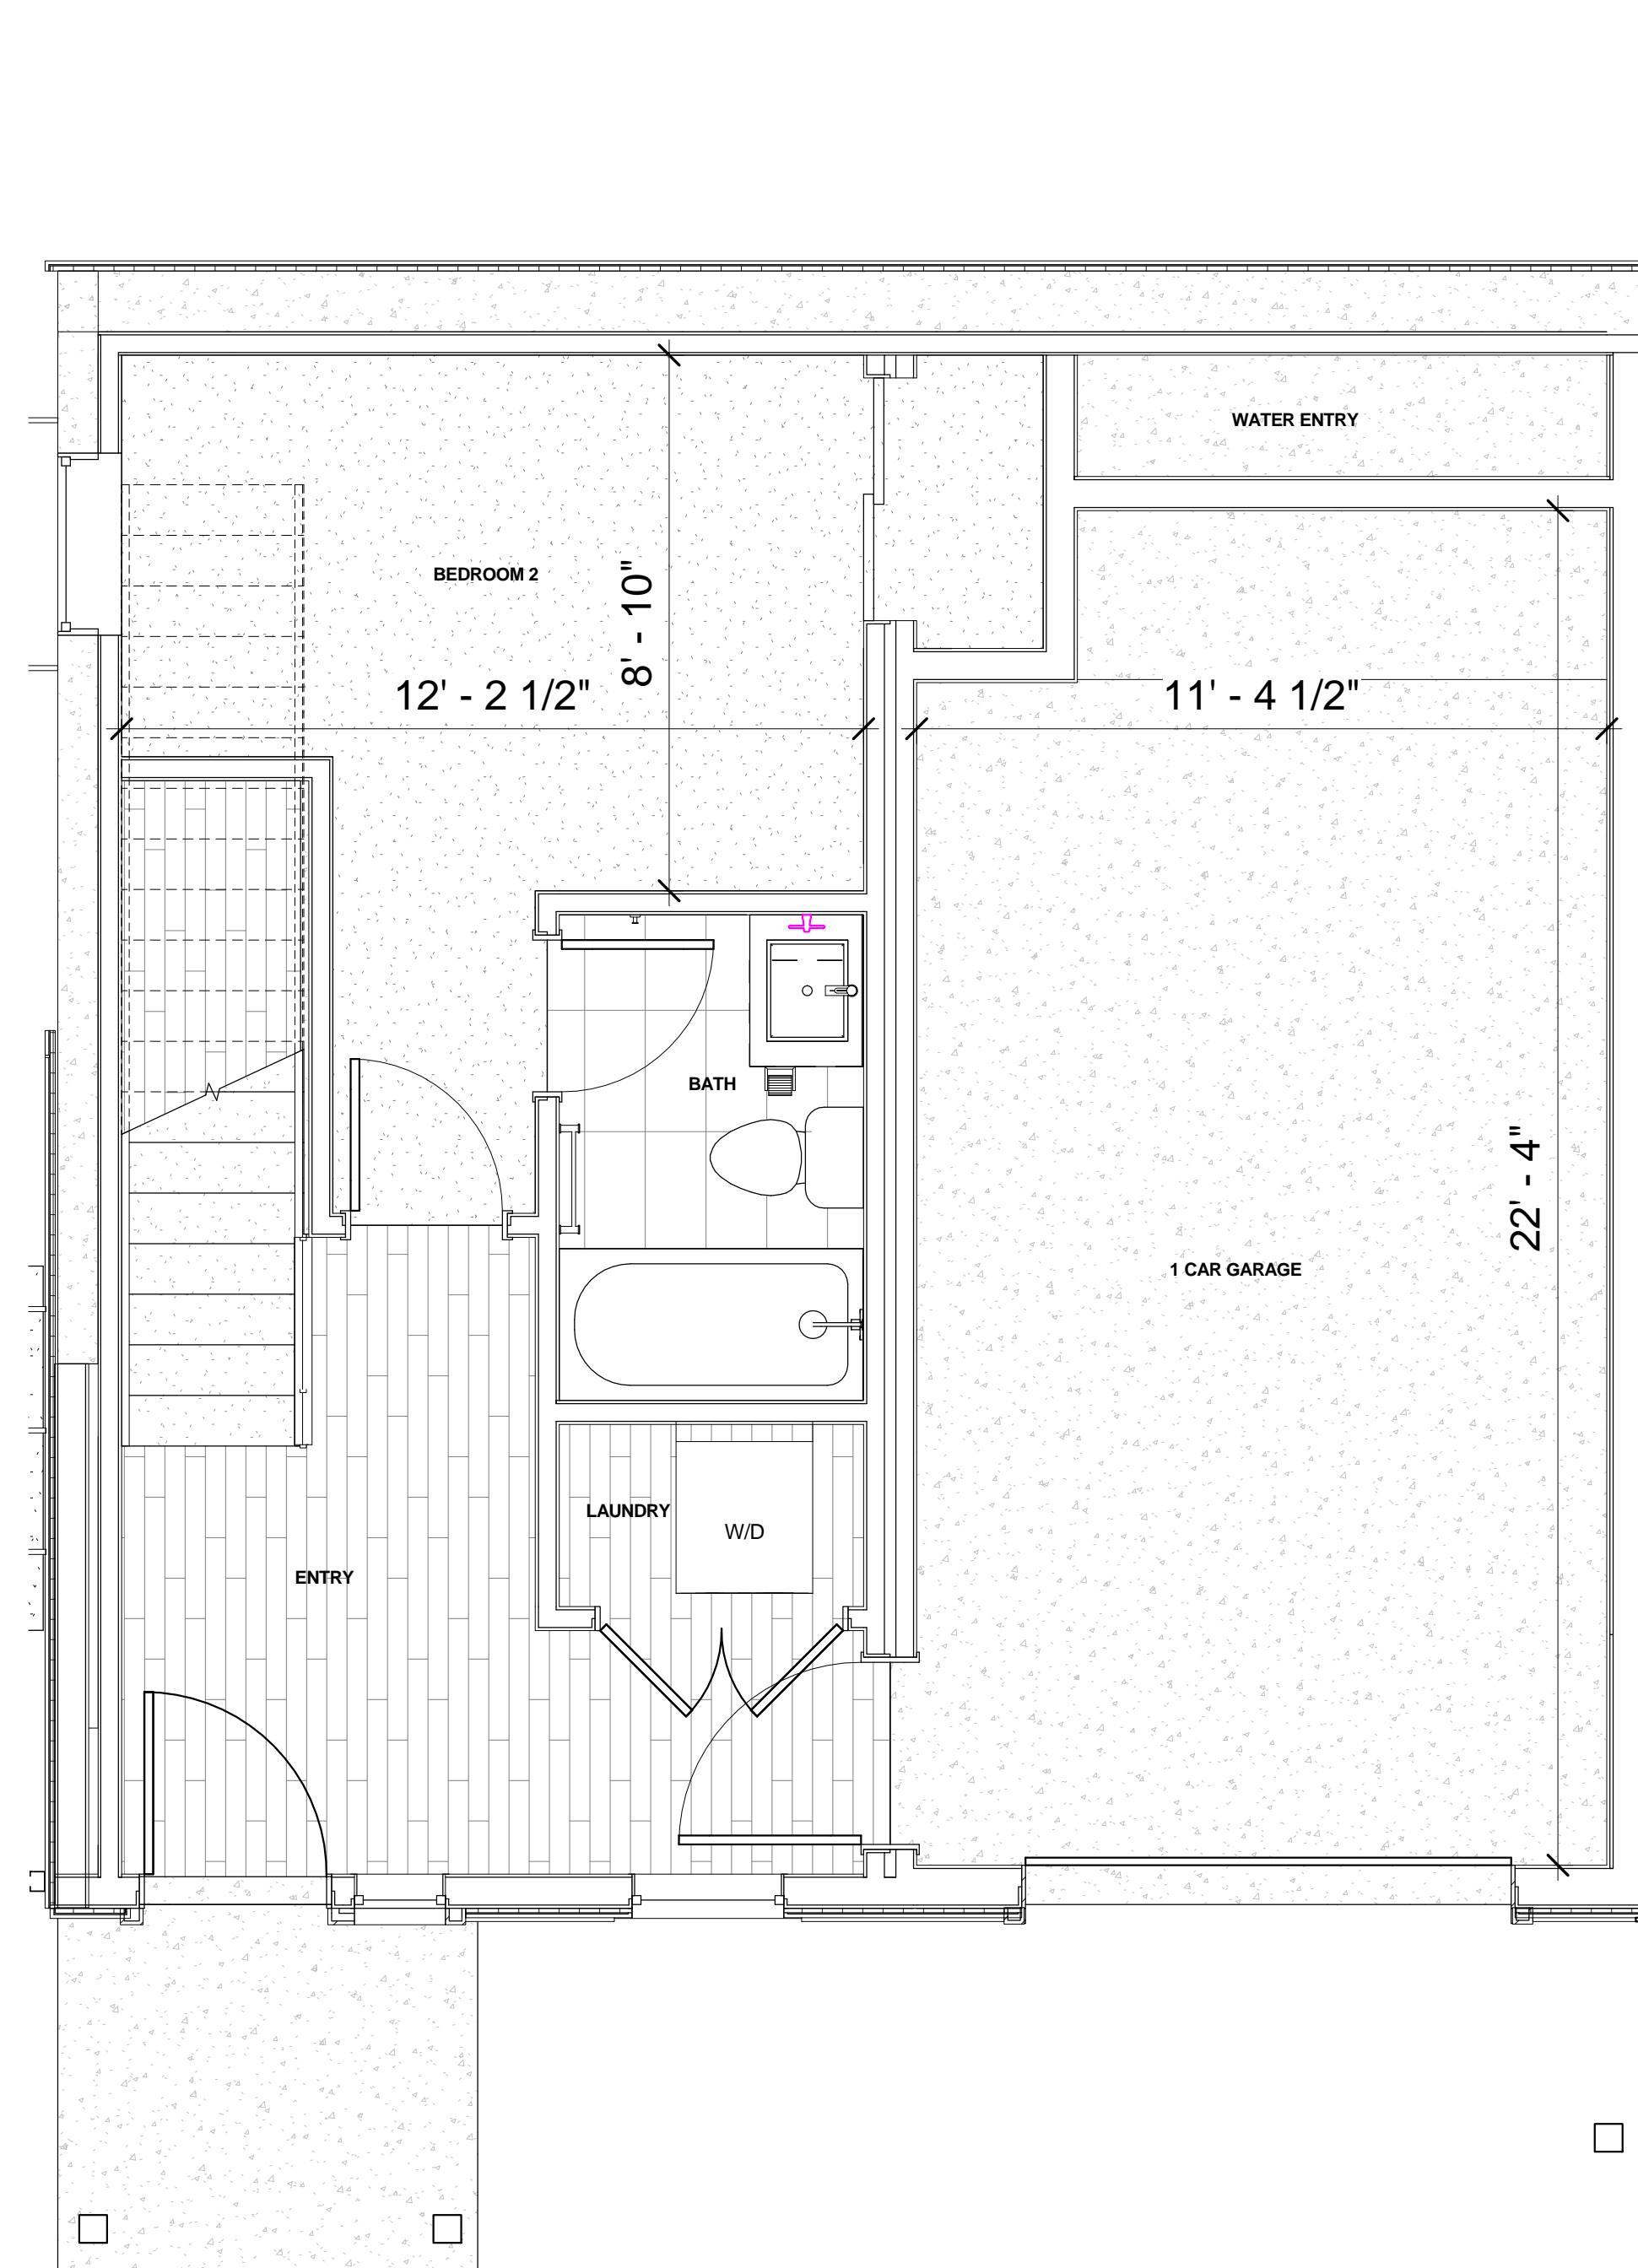 WATER ENTRY
BEDROOM 2
8' - 10"
12' - 2 1/2"
11' - 4 1/2"
BATH
22' - 4"
1 CAR GARAGE
LAUNDRY
W/D
ENTRY